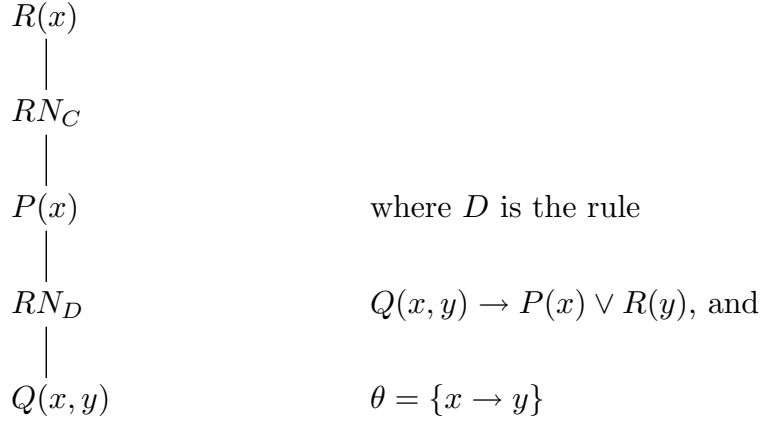 R(x)
RN_C
P(x) where D is the rule
RN_D Q(x, y) → P(x) ∨ R(y), and
Q(x, y) θ = {x → y}